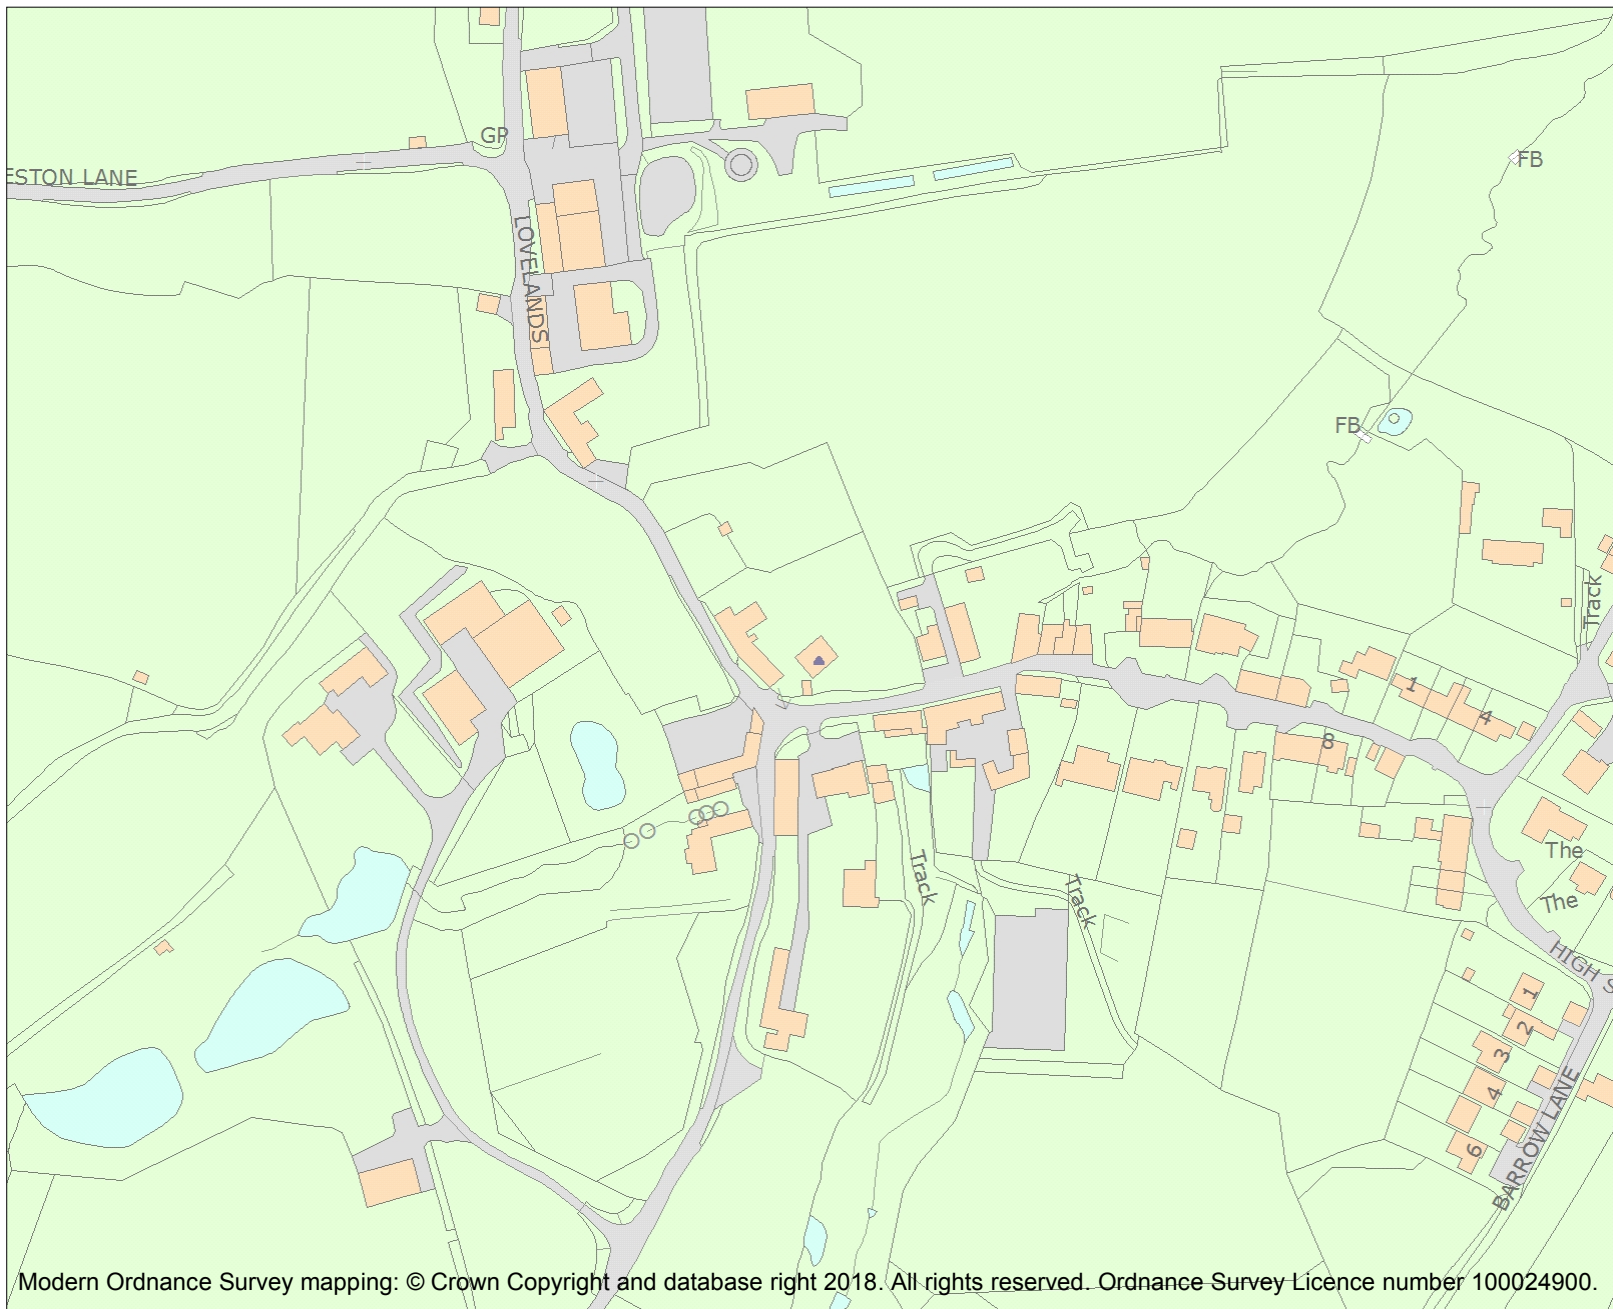 GP
ESTON LANE
FB
LOVELANDS
FB
Track
1
4
8
The
Track
Track
The
HIGH S
1
2
3
4
6
BARROW LANE
Modern Ordnance Survey mapping: © Crown Copyright and database right 2018. All rights reserved. Ordnance Survey Licence number 100024900.